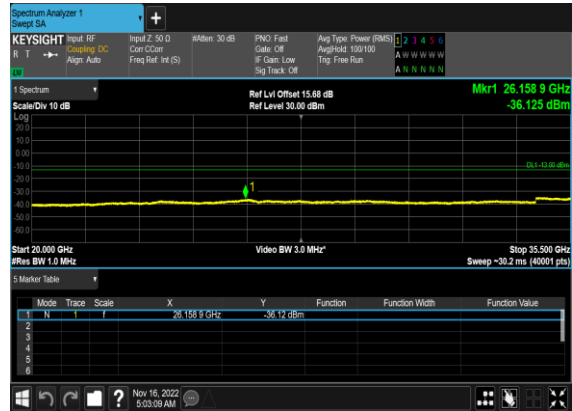 Spectrum Analyzer 1
Swept SA
+
KEYSIGHT Input: RF Input Z: 50 Ω #Atten: 30 dB PNO: Fast Avg Type: Power (RMS) 1 2 3 4 5 6
R T Coupling: DC Corr CCorr Gate: Off Avg|Hold: 100/100 A W W W W W
Align: Auto Freq Ref: Int (S) IF Gain: Low Trig: Free Run
Sig Track: Off A N N N N N
1 Spectrum Ref Lvl Offset 15.68 dB Mkr1 26.158 9 GHz
Scale/Div 10 dB Ref Level 30.00 dBm -36.125 dBm
Log
20.0
10.0
0.00
-10.0
DL1 -13.00 dBm
-20.0
-30.0
1
-40.0
-50.0
-60.0
Start 20.000 GHz Video BW 3.0 MHz* Stop 35.500 GHz
#Res BW 1.0 MHz Sweep ~30.2 ms (40001 pts)
5 Marker Table
Mode Trace Scale X Y Function Function Width Function Value
1 N 1 f 26.158 9 GHz -36.12 dBm
2
3
4
5
6
? Nov 16, 2022
5:03:09 AM